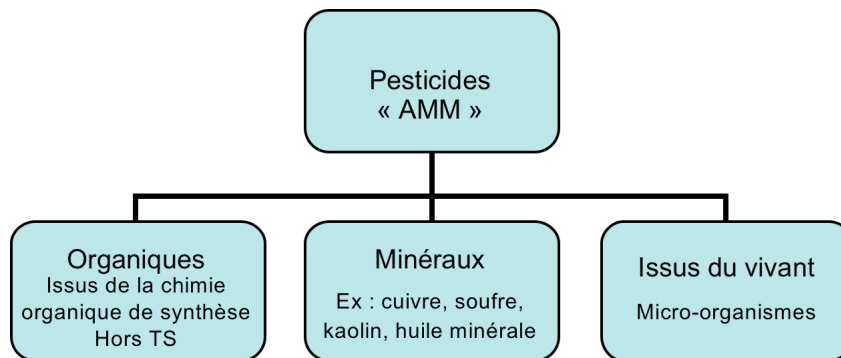 Pesticides
« AMM »
Organiques
Issus de la chimie
organique de synthèse
Hors TS
Minéraux
Ex : cuivre, soufre,
kaolin, huile minérale
Issus du vivant
Micro-organismes